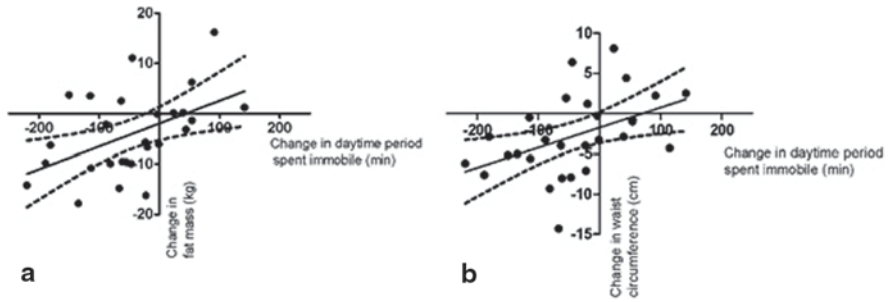 20
10
0
-200 -100 100 200
-10
-20
Change in daytime period
spent immobile (min)
Change in
fat mass (kg)
a
10
5
0
-200 -100 100 200
-5
-10
-15
Change in daytime period
spent immobile (min)
Change in waist
circumference (cm)
b